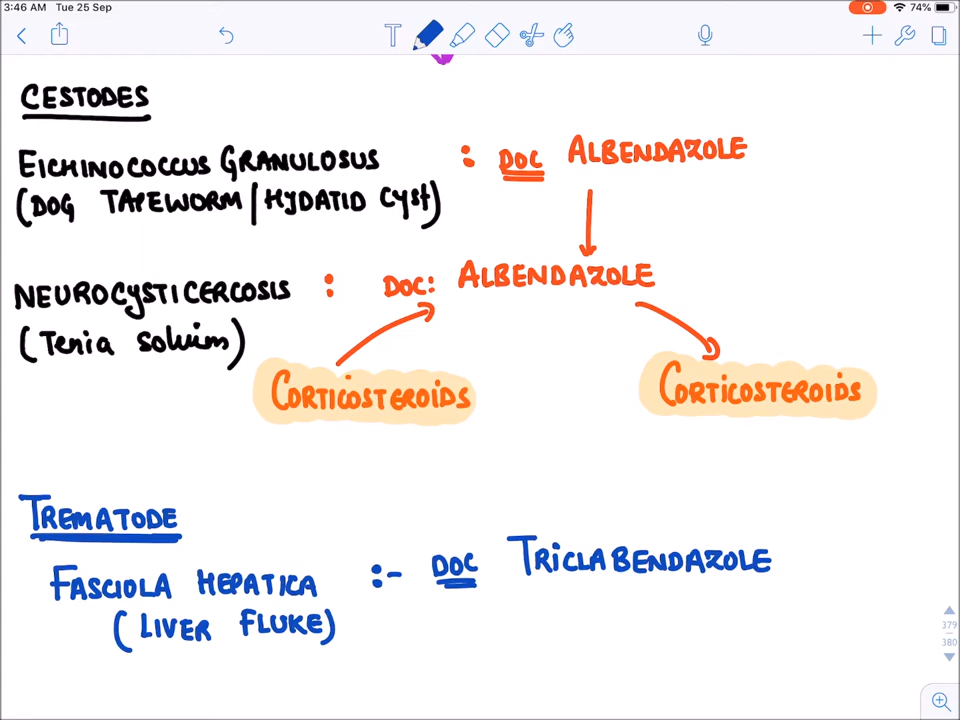 3:46 AM Tue 25 Sep
74%
T
CESTODES
EICHINOCOCCUS GRANULOSUS : DOC ALBENDAZOLE
(DOG TAPEWORM / HYDATID CYST)
NEUROCYSTICERCOSIS : DOC: ALBENDAZOLE
(Tenia solium)
CORTICOSTEROIDS CORTICOSTEROIDS
TREMATODE
FASCIOLA HEPATICA :- DOC TRICLABENDAZOLE
(LIVER FLUKE)
379
380